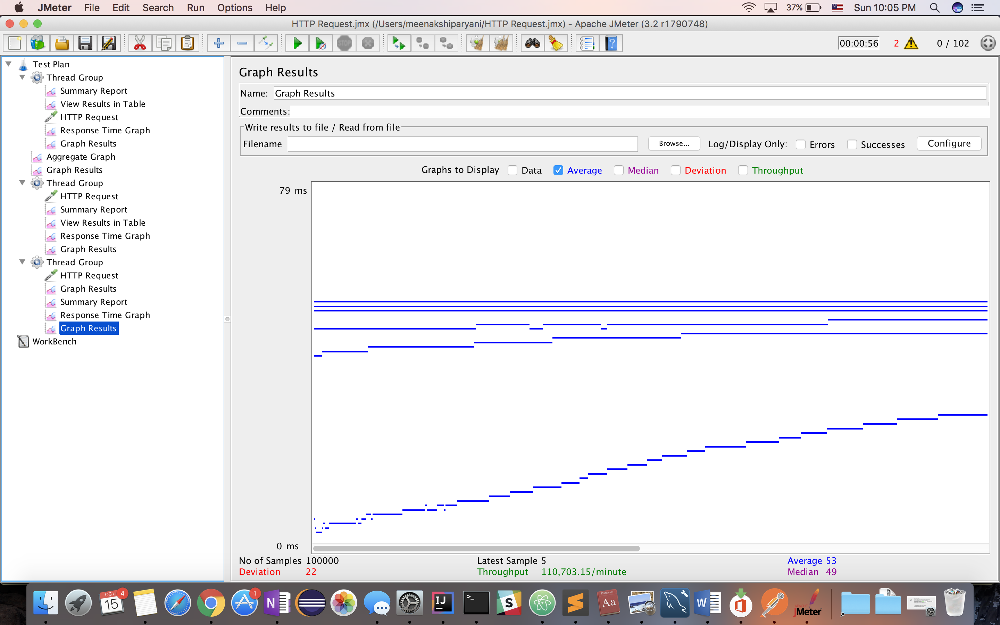 JMeter File Edit Search Run Options Help 37% Sun 10:05 PM
HTTP Request.jmx (/Users/meenakshiparyani/HTTP Request.jmx) - Apache JMeter (3.2 r1790748)
STOP 00:00:56 2 0 / 102
Test Plan
Thread Group
Summary Report
View Results in Table
HTTP Request
Response Time Graph
Graph Results
Aggregate Graph
Graph Results
Thread Group
HTTP Request
Summary Report
View Results in Table
Response Time Graph
Graph Results
Thread Group
HTTP Request
Graph Results
Summary Report
Response Time Graph
Graph Results
WorkBench
Graph Results
Name: Graph Results
Comments:
Write results to file / Read from file
Filename Browse... Log/Display Only: Errors Successes Configure
Graphs to Display Data Average Median Deviation Throughput
79 ms
0 ms
No of Samples 100000 Latest Sample 5 Average 53
Deviation 22 Throughput 110,703.15/minute Median 49
OCT 4
15
1
N
IJ
>_
S
Dictionary
Aa
W
APACHE
JMeter